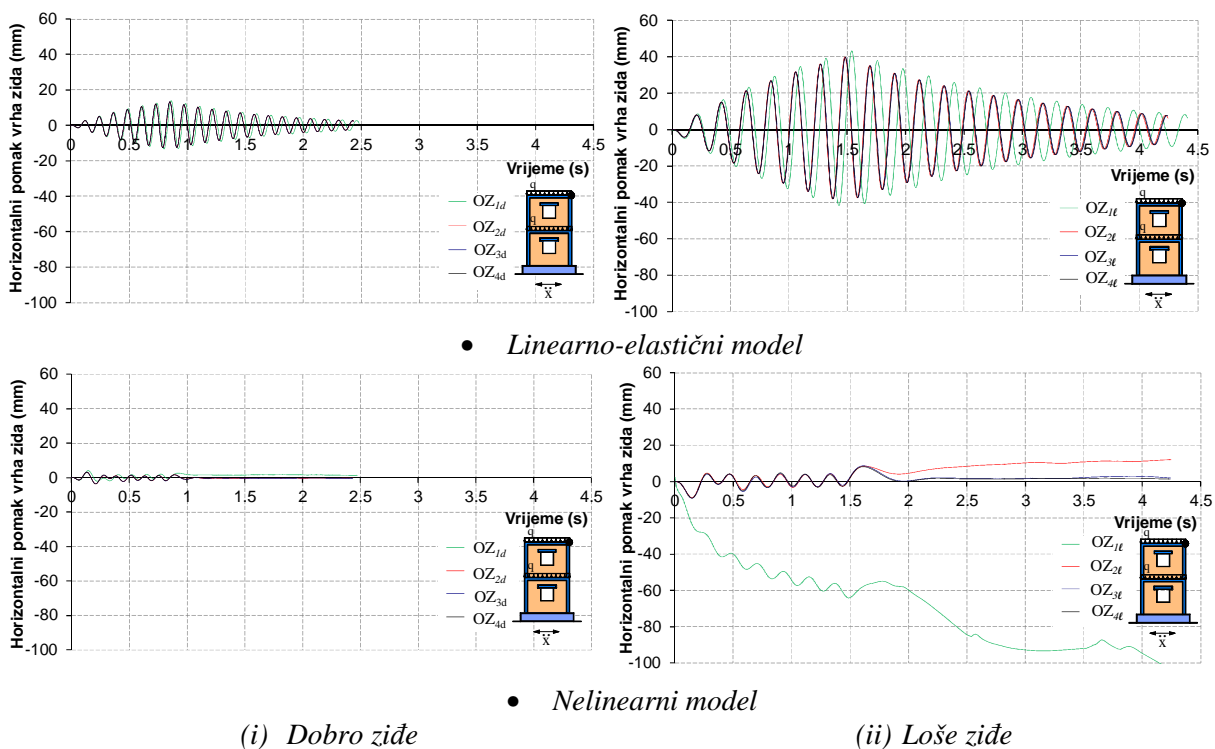 Horizontalni pomak vrha zida (mm)
60
40
20
0
-20
-40
-60
-80
-100
0 0.5 1 1.5 2 2.5 3 3.5 4 4.5
Vrijeme (s)
OZ1d
OZ2d
OZ3d
OZ4d
q
q
ẍ
Horizontalni pomak vrha zida (mm)
60
40
20
0
-20
-40
-60
-80
-100
0 0.5 1 1.5 2 2.5 3 3.5 4 4.5
Vrijeme (s)
OZ1ℓ
OZ2ℓ
OZ3ℓ
OZ4ℓ
q
q
ẍ
• Linearno-elastični model
Horizontalni pomak vrha zida (mm)
60
40
20
0
-20
-40
-60
-80
-100
0 0.5 1 1.5 2 2.5 3 3.5 4 4.5
Vrijeme (s)
OZ1d
OZ2d
OZ3d
OZ4d
q
q
ẍ
Horizontalni pomak vrha zida (mm)
60
40
20
0
-20
-40
-60
-80
-100
0 0.5 1 1.5 2 2.5 3 3.5 4 4.5
Vrijeme (s)
OZ1ℓ
OZ2ℓ
OZ3ℓ
OZ4ℓ
q
q
ẍ
• Nelinearni model
(i) Dobro ziđe
(ii) Loše ziđe